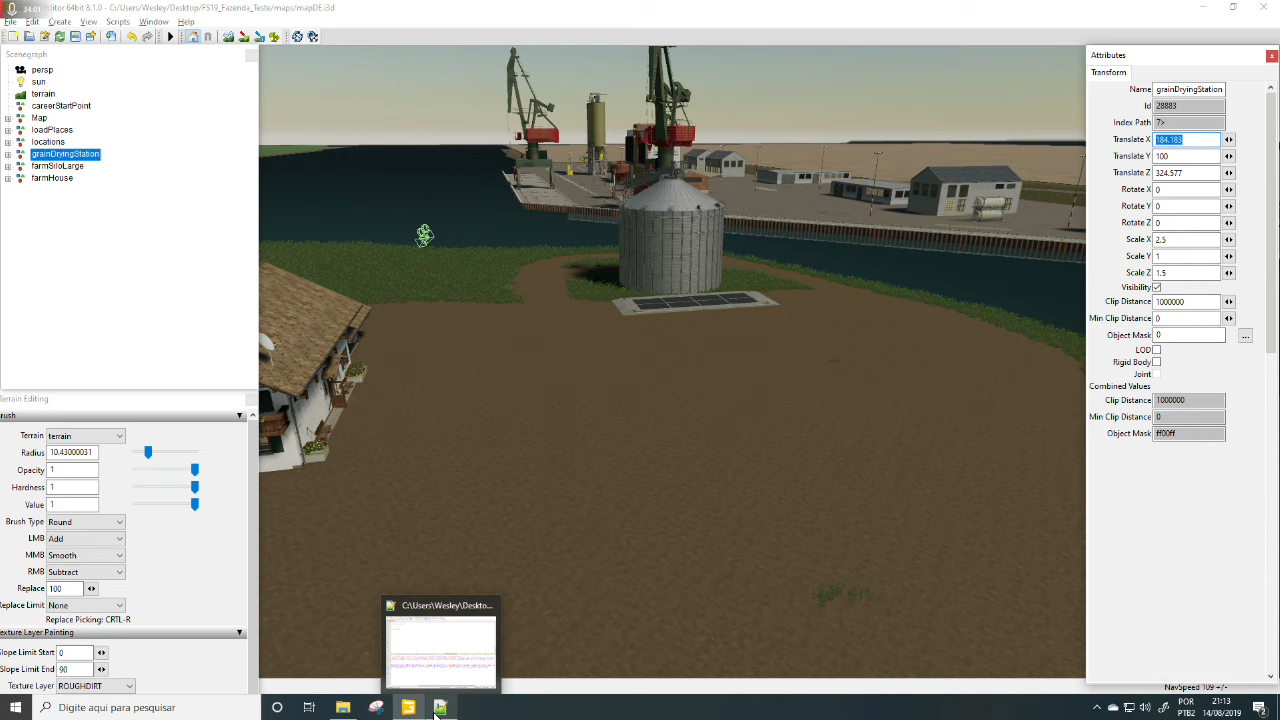 34:01
Editor 64bit 8.1.0 - C:/Users/Wesley/Desktop/FS19_Fazenda_Teste/maps/mapDE.i3d
File Edit Create View Scripts Window Help
Scenegraph
persp
sun
terrain
careerStartPoint
Map
loadPlaces
locations
grainDryingStation
farmSiloLarge
farmHouse
Terrain Editing
rush
Terrain terrain
Radius 10.43000031
Opacity 1
Hardness 1
Value 1
Brush Type Round
LMB Add
MMB Smooth
RMB Subtract
Replace 100
Replace Limit None
Replace Picking: CRTL-R
exture Layer Painting
Slope Limit Start 0
Slope Limit End 90
Texture Layer ROUGHDIRT
Attributes
Transform
Name grainDryingStation
Id 28883
Index Path 7>
Translate X 184.183
Translate Y 100
Translate Z 324.577
Rotate X 0
Rotate Y 0
Rotate Z 0
Scale X 2.5
Scale Y 1
Scale Z 1.5
Visibility
Clip Distance 1000000
Min Clip Distance 0
Object Mask 0 ...
LOD
Rigid Body
Joint
Combined Values
Clip Distance 1000000
Min Clip Distance 0
Object Mask ff00ff
C:\Users\Wesley\Deskto...
NavSpeed 109 +/-
Digite aqui para pesquisar
POR
21:13
14/08/2019
2